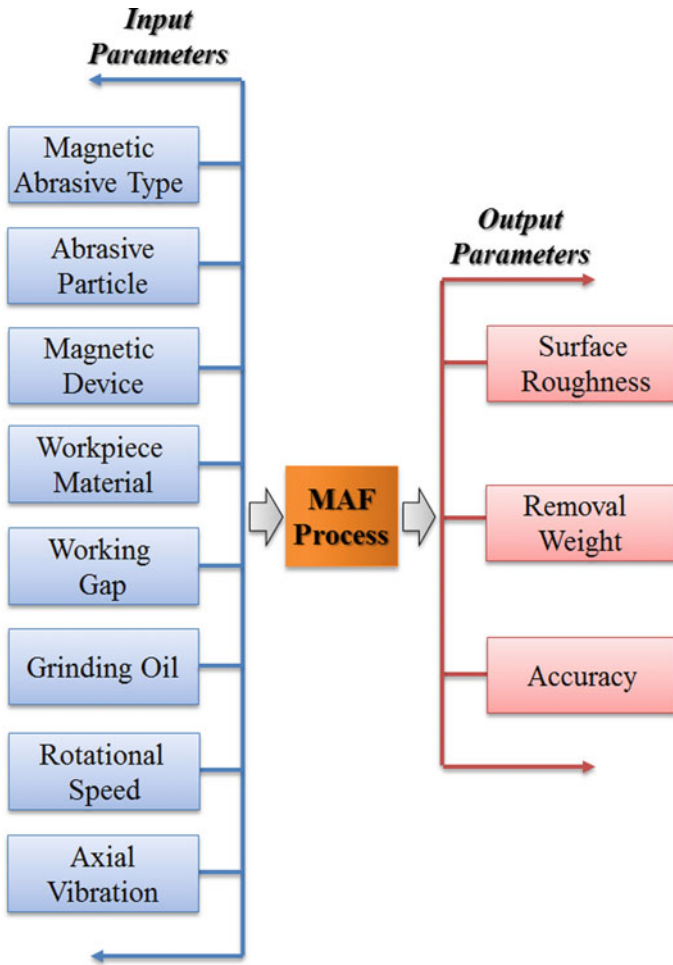 Input
Parameters
Magnetic
Abrasive Type
Abrasive
Particle
Magnetic
Device
Workpiece
Material
Working
Gap
Grinding Oil
Rotational
Speed
Axial
Vibration
MAF
Process
Output
Parameters
Surface
Roughness
Removal
Weight
Accuracy